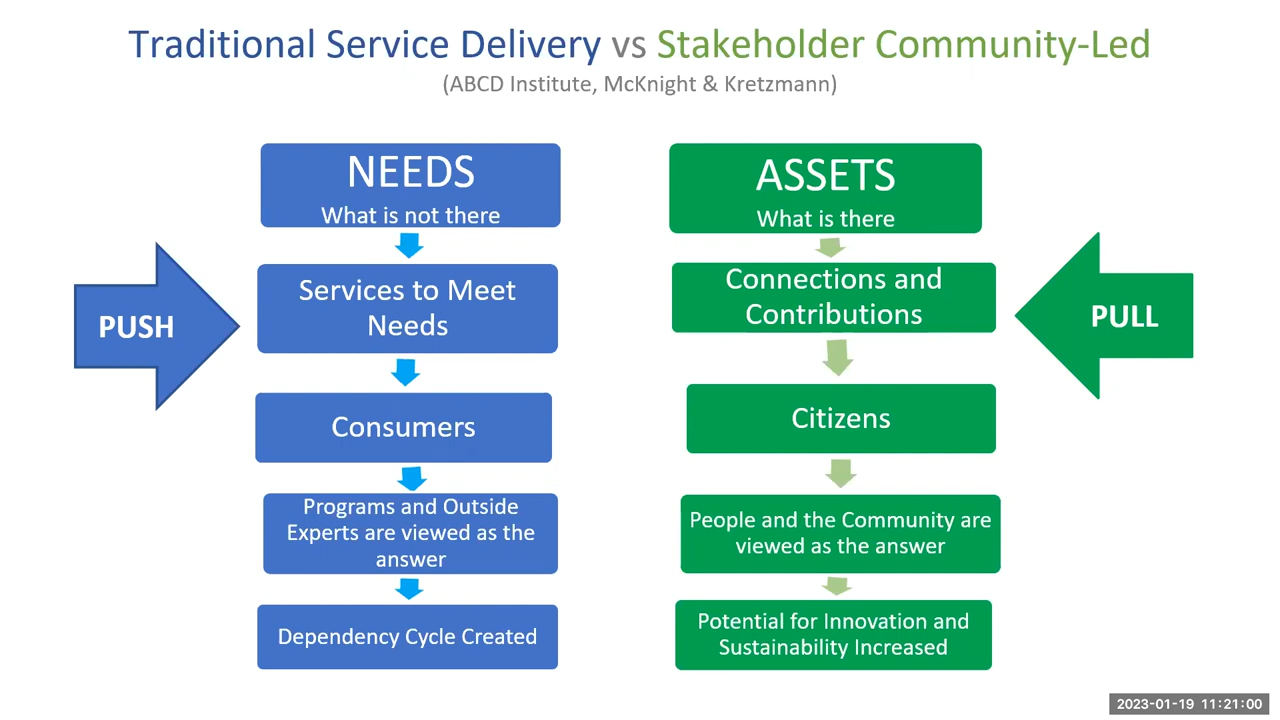 Traditional Service Delivery vs Stakeholder Community-Led
(ABCD Institute, McKnight & Kretzmann)
NEEDS
What is not there
Services to Meet
Needs
Consumers
Programs and Outside
Experts are viewed as the
answer
Dependency Cycle Created
PUSH
ASSETS
What is there
Connections and
Contributions
Citizens
People and the Community are
viewed as the answer
Potential for Innovation and
Sustainability Increased
PULL
2023-01-19 11:21:00